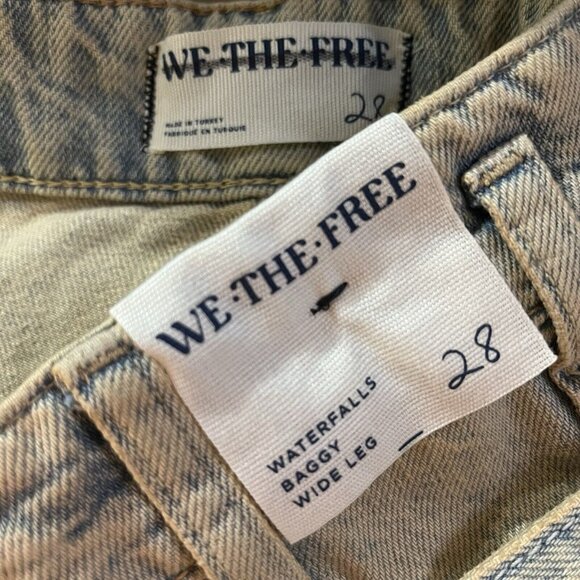 WE·THE·FREE
28
MADE IN TURKEY
FABRIQUÉ EN TURQUIE
WE·THE·FREE
28
WATERFALLS
BAGGY
WIDE LEG